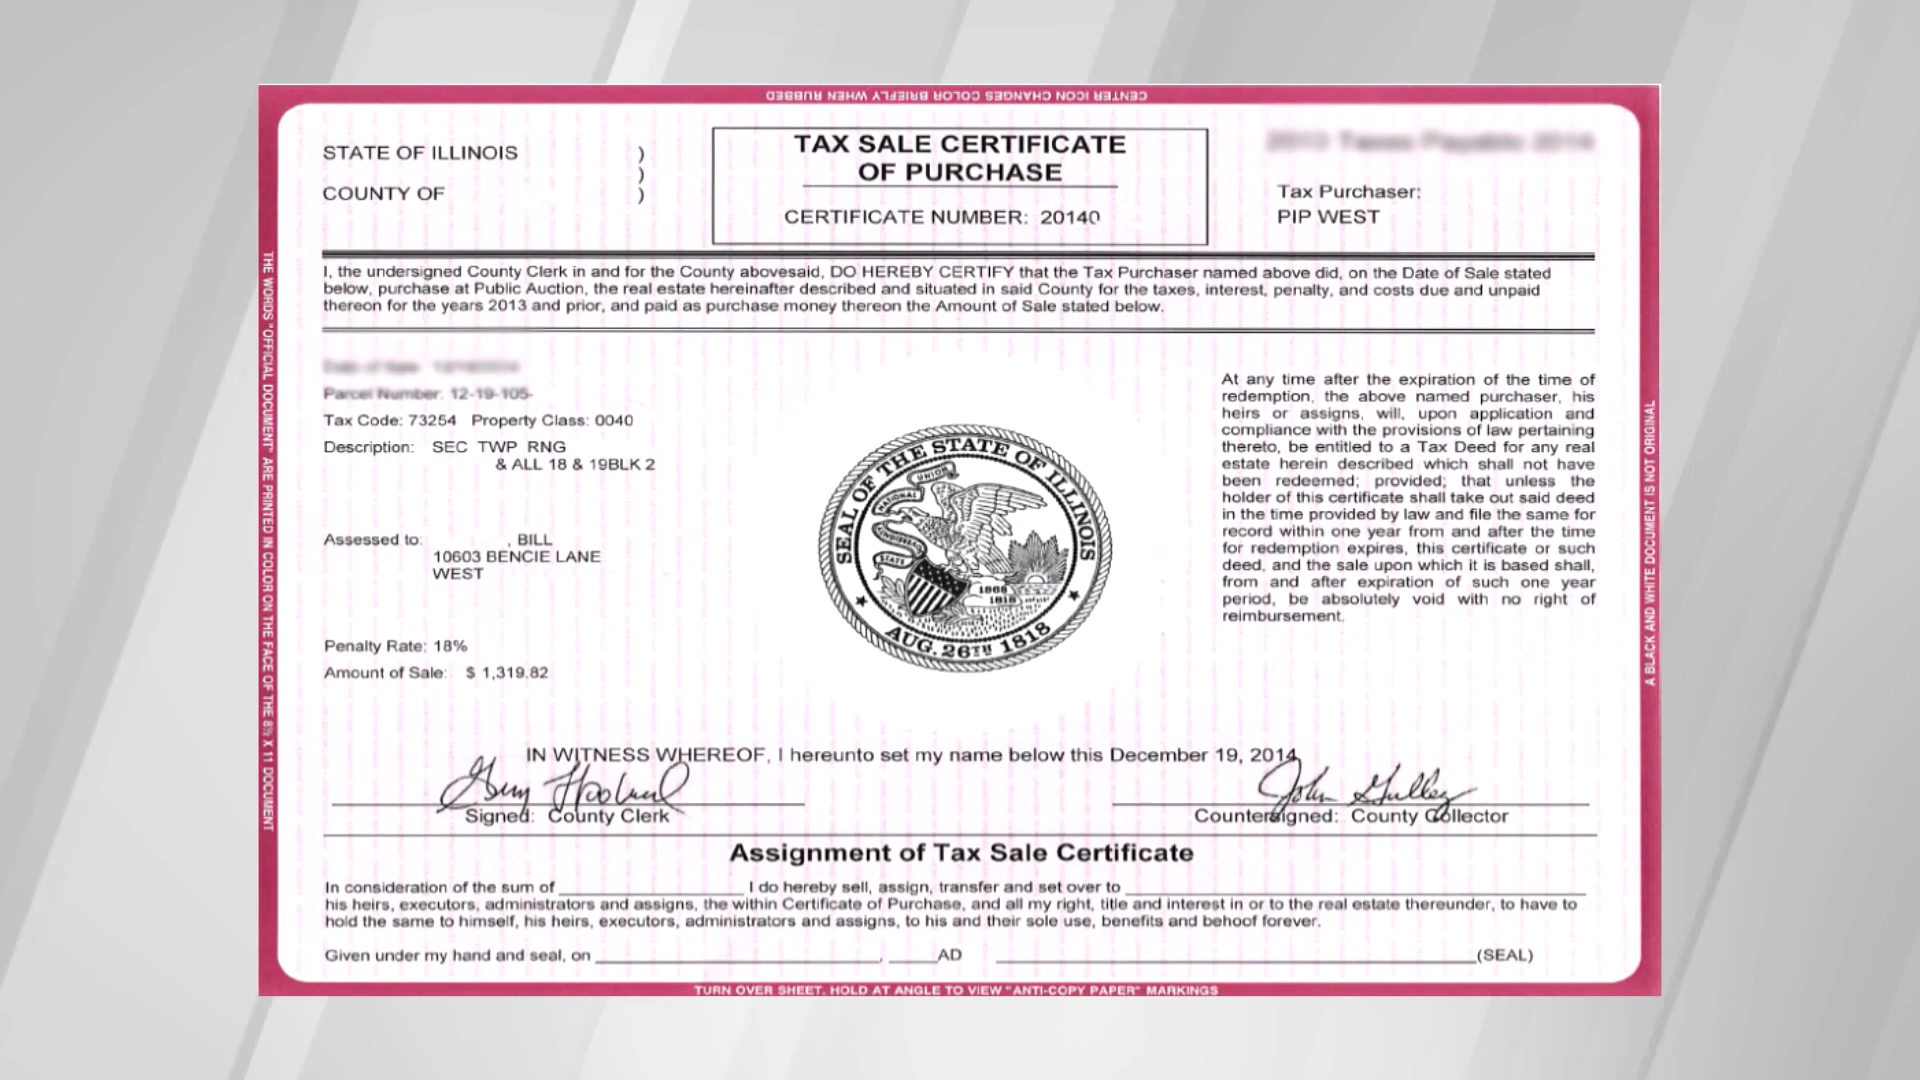 CENTER ICON CHANGES COLOR BRIEFLY WHEN RUBBED
STATE OF ILLINOIS )
)
COUNTY OF )
TAX SALE CERTIFICATE
OF PURCHASE
CERTIFICATE NUMBER: 20140
2013 Taxes Payable 2014
Tax Purchaser:
PIP WEST
I, the undersigned County Clerk in and for the County abovesaid, DO HEREBY CERTIFY that the Tax Purchaser named above did, on the Date of Sale stated
below, purchase at Public Auction, the real estate hereinafter described and situated in said County for the taxes, interest, penalty, and costs due and unpaid
thereon for the years 2013 and prior, and paid as purchase money thereon the Amount of Sale stated below.
Date of Sale:
Parcel Number: 12-19-105-
Tax Code: 73254 Property Class: 0040
Description: SEC TWP RNG
& ALL 18 & 19BLK 2
Assessed to: , BILL
10603 BENCIE LANE
WEST
Penalty Rate: 18%
Amount of Sale: $ 1,319.82
SEAL OF THE STATE OF ILLINOIS
NATIONAL UNION
STATE
1868
1818
AUG. 26TH 1818
At any time after the expiration of the time of
redemption, the above named purchaser, his
heirs or assigns, will, upon application and
compliance with the provisions of law pertaining
thereto, be entitled to a Tax Deed for any real
estate herein described which shall not have
been redeemed; provided; that unless the
holder of this certificate shall take out said deed
in the time provided by law and file the same for
record within one year from and after the time
for redemption expires, this certificate or such
deed, and the sale upon which it is based shall,
from and after expiration of such one year
period, be absolutely void with no right of
reimbursement.
IN WITNESS WHEREOF, I hereunto set my name below this December 19, 2014
John Gulley
Signed: County Clerk
Countersigned: County Collector
Assignment of Tax Sale Certificate
In consideration of the sum of I do hereby sell, assign, transfer and set over to
his heirs, executors, administrators and assigns, the within Certificate of Purchase, and all my right, title and interest in or to the real estate thereunder, to have to
hold the same to himself, his heirs, executors, administrators and assigns, to his and their sole use, benefits and behoof forever.
Given under my hand and seal, on , AD (SEAL)
TURN OVER SHEET. HOLD AT ANGLE TO VIEW "ANTI-COPY PAPER" MARKINGS
THE WORDS "OFFICIAL DOCUMENT" ARE PRINTED IN COLOR ON THE FACE OF THE 8½ X 11 DOCUMENT
A BLACK AND WHITE DOCUMENT IS NOT ORIGINAL